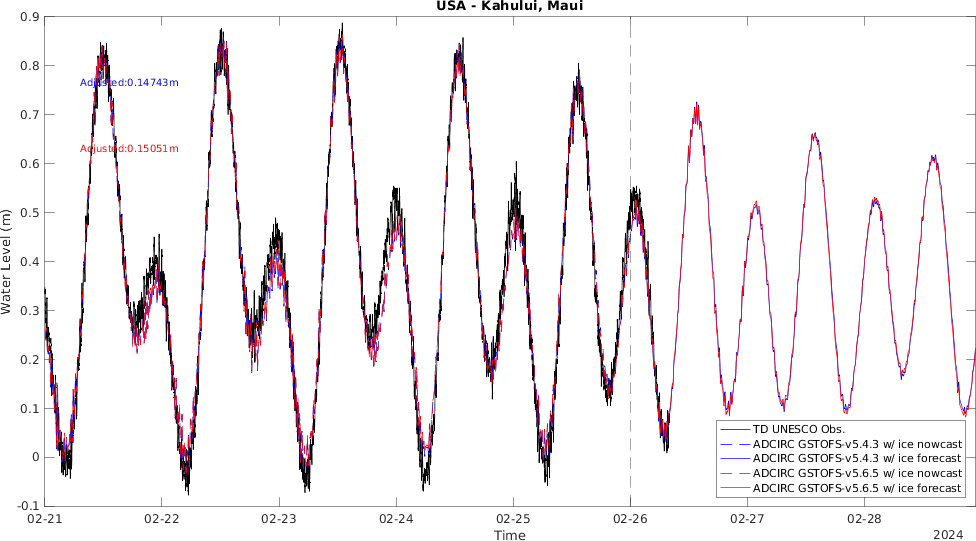 USA - Kahului, Maui
0.9
0.8
0.7
0.6
0.5
0.4
0.3
0.2
0.1
0
-0.1
Water Level (m)
Adjusted:0.14743m
Adjusted:0.15051m
TD UNESCO Obs.
ADCIRC GSTOFS-v5.4.3 w/ ice nowcast
ADCIRC GSTOFS-v5.4.3 w/ ice forecast
ADCIRC GSTOFS-v5.6.5 w/ ice nowcast
ADCIRC GSTOFS-v5.6.5 w/ ice forecast
02-21 02-22 02-23 02-24 02-25 02-26 02-27 02-28
Time
2024